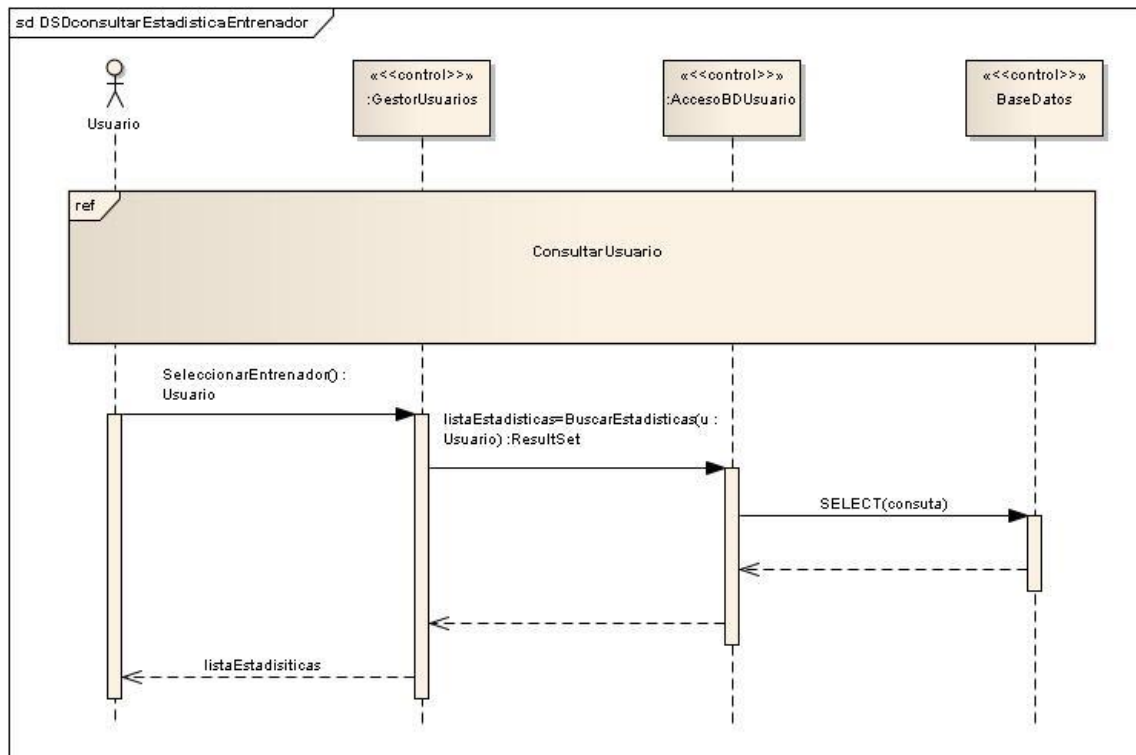 sd DSDconsultarEstadisticaEntrenador
Usuario
«<<control>>»
:GestorUsuarios
«<<control>>»
:AccesoBDUsuario
«<<control>>»
BaseDatos
ref
ConsultarUsuario
SeleccionarEntrenador() :
Usuario
listaEstadisticas=BuscarEstadisticas(u :
Usuario) :ResultSet
SELECT(consuta)
listaEstadisiticas